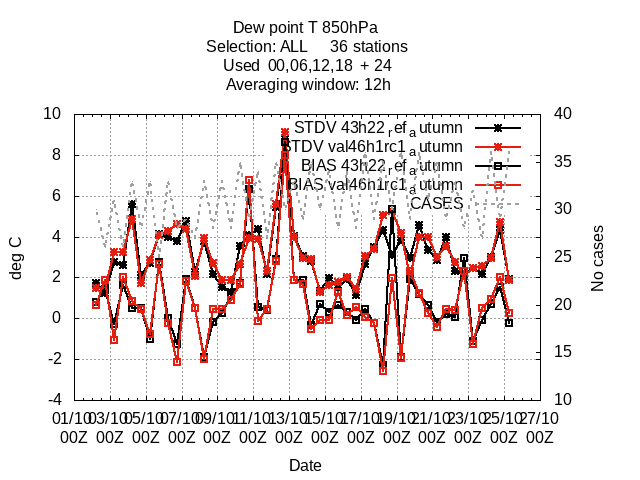 Dew point T 850hPa
Selection: ALL 36 stations
Used 00,06,12,18 + 24
Averaging window: 12h
STDV 43h22refautumn
STDV val46h1rc1autumn
BIAS 43h22refautumn
BIAS val46h1rc1autumn
CASES
deg C
10
8
6
4
2
0
-2
-4
No cases
40
35
30
25
20
15
10
01/10 03/10 05/10 07/10 09/10 11/10 13/10 15/10 17/10 19/10 21/10 23/10 25/10 27/10
00Z 00Z 00Z 00Z 00Z 00Z 00Z 00Z 00Z 00Z 00Z 00Z 00Z 00Z
Date